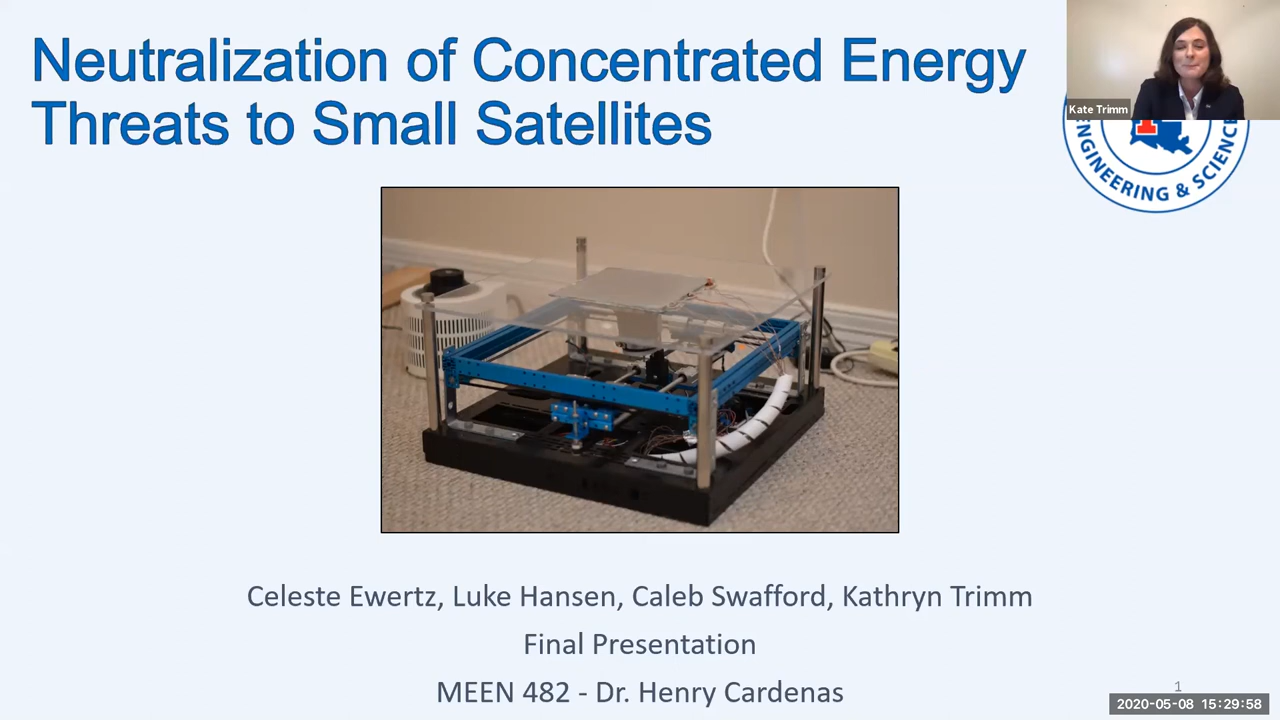 Neutralization of Concentrated Energy
Threats to Small Satellites
Kate Trimm
ENGINEERING & SCIENCE
Celeste Ewertz, Luke Hansen, Caleb Swafford, Kathryn Trimm
Final Presentation
MEEN 482 - Dr. Henry Cardenas
1
2020-05-08 15:29:58